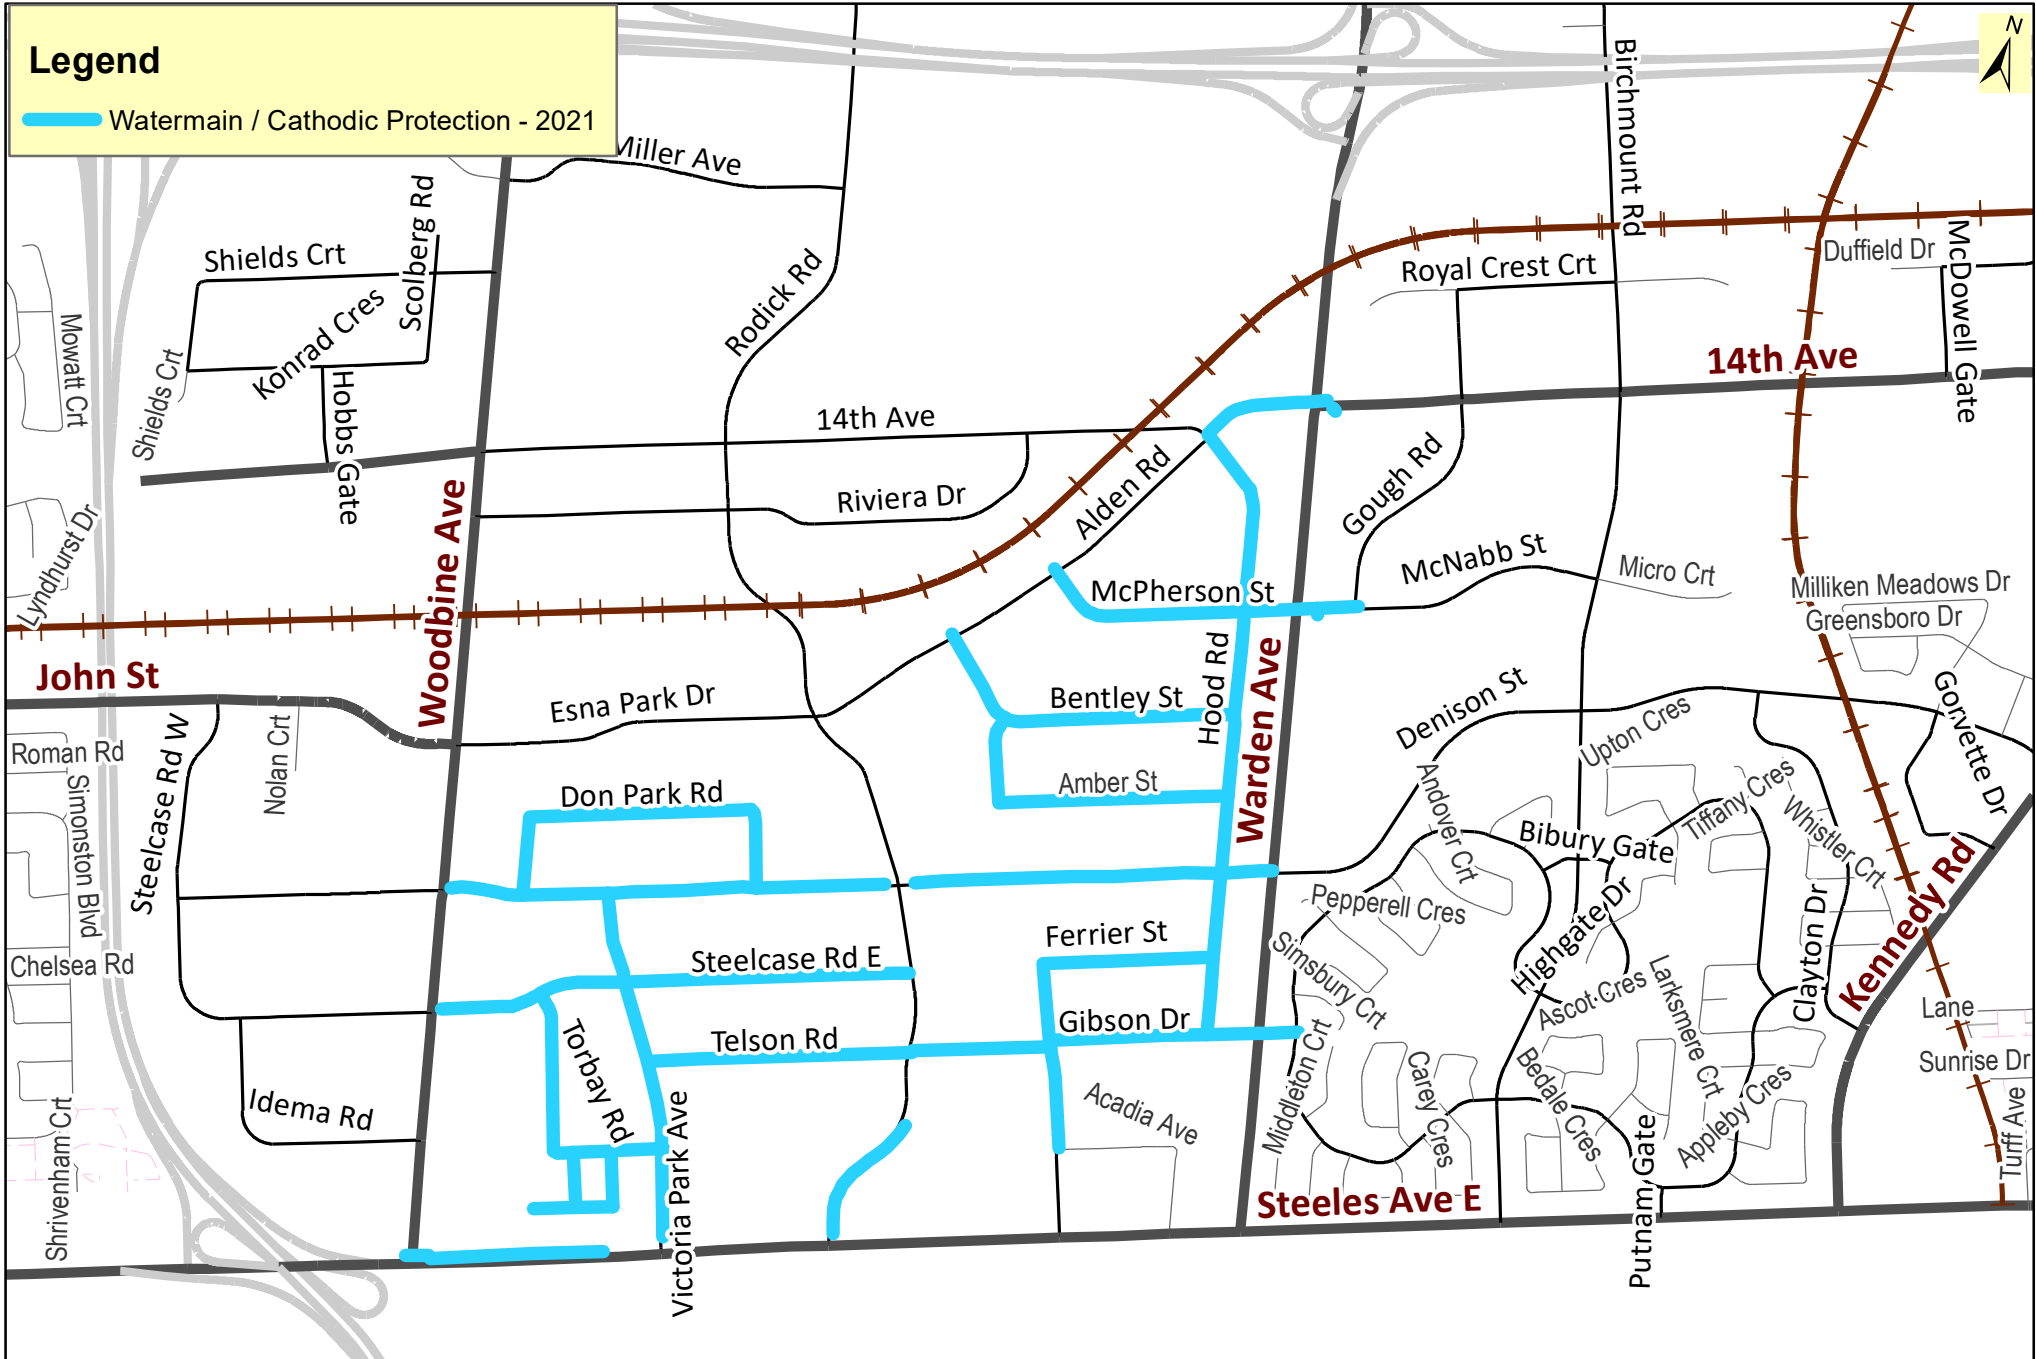 Legend
Watermain / Cathodic Protection - 2021
N
Miller Ave
Birchmount Rd
Scolberg Rd
Shields Crt
Konrad Cres
Rodick Rd
Royal Crest Crt
Duffield Dr
McDowell Gate
Mowatt Crt
Shields Crt
Hobbs Gate
14th Ave
14th Ave
Riviera Dr
Alden Rd
Gough Rd
Lyndhurst Dr
Woodbine Ave
McPherson St
McNabb St
Micro Crt
Milliken Meadows Dr
Greensboro Dr
John St
Esna Park Dr
Bentley St
Hood Rd
Warden Ave
Denison St
Upton Cres
Gorvette Dr
Roman Rd
Steelcase Rd W
Nolan Crt
Don Park Rd
Amber St
Andover Crt
Bibury Gate
Tiffany Cres
Whistler Crt
Simonston Blvd
Pepperell Cres
Highgate Dr
Clayton Dr
Kennedy Rd
Chelsea Rd
Steelcase Rd E
Ferrier St
Simsbury Crt
Ascot Cres
Larksmere Crt
Lane
Torbay Rd
Telson Rd
Gibson Dr
Middleton Crt
Carey Cres
Bedale Cres
Appleby Cres
Sunrise Dr
Idema Rd
Acadia Ave
Tuff Ave
Shrivenham Crt
Victoria Park Ave
Steeles Ave E
Putnam Gate